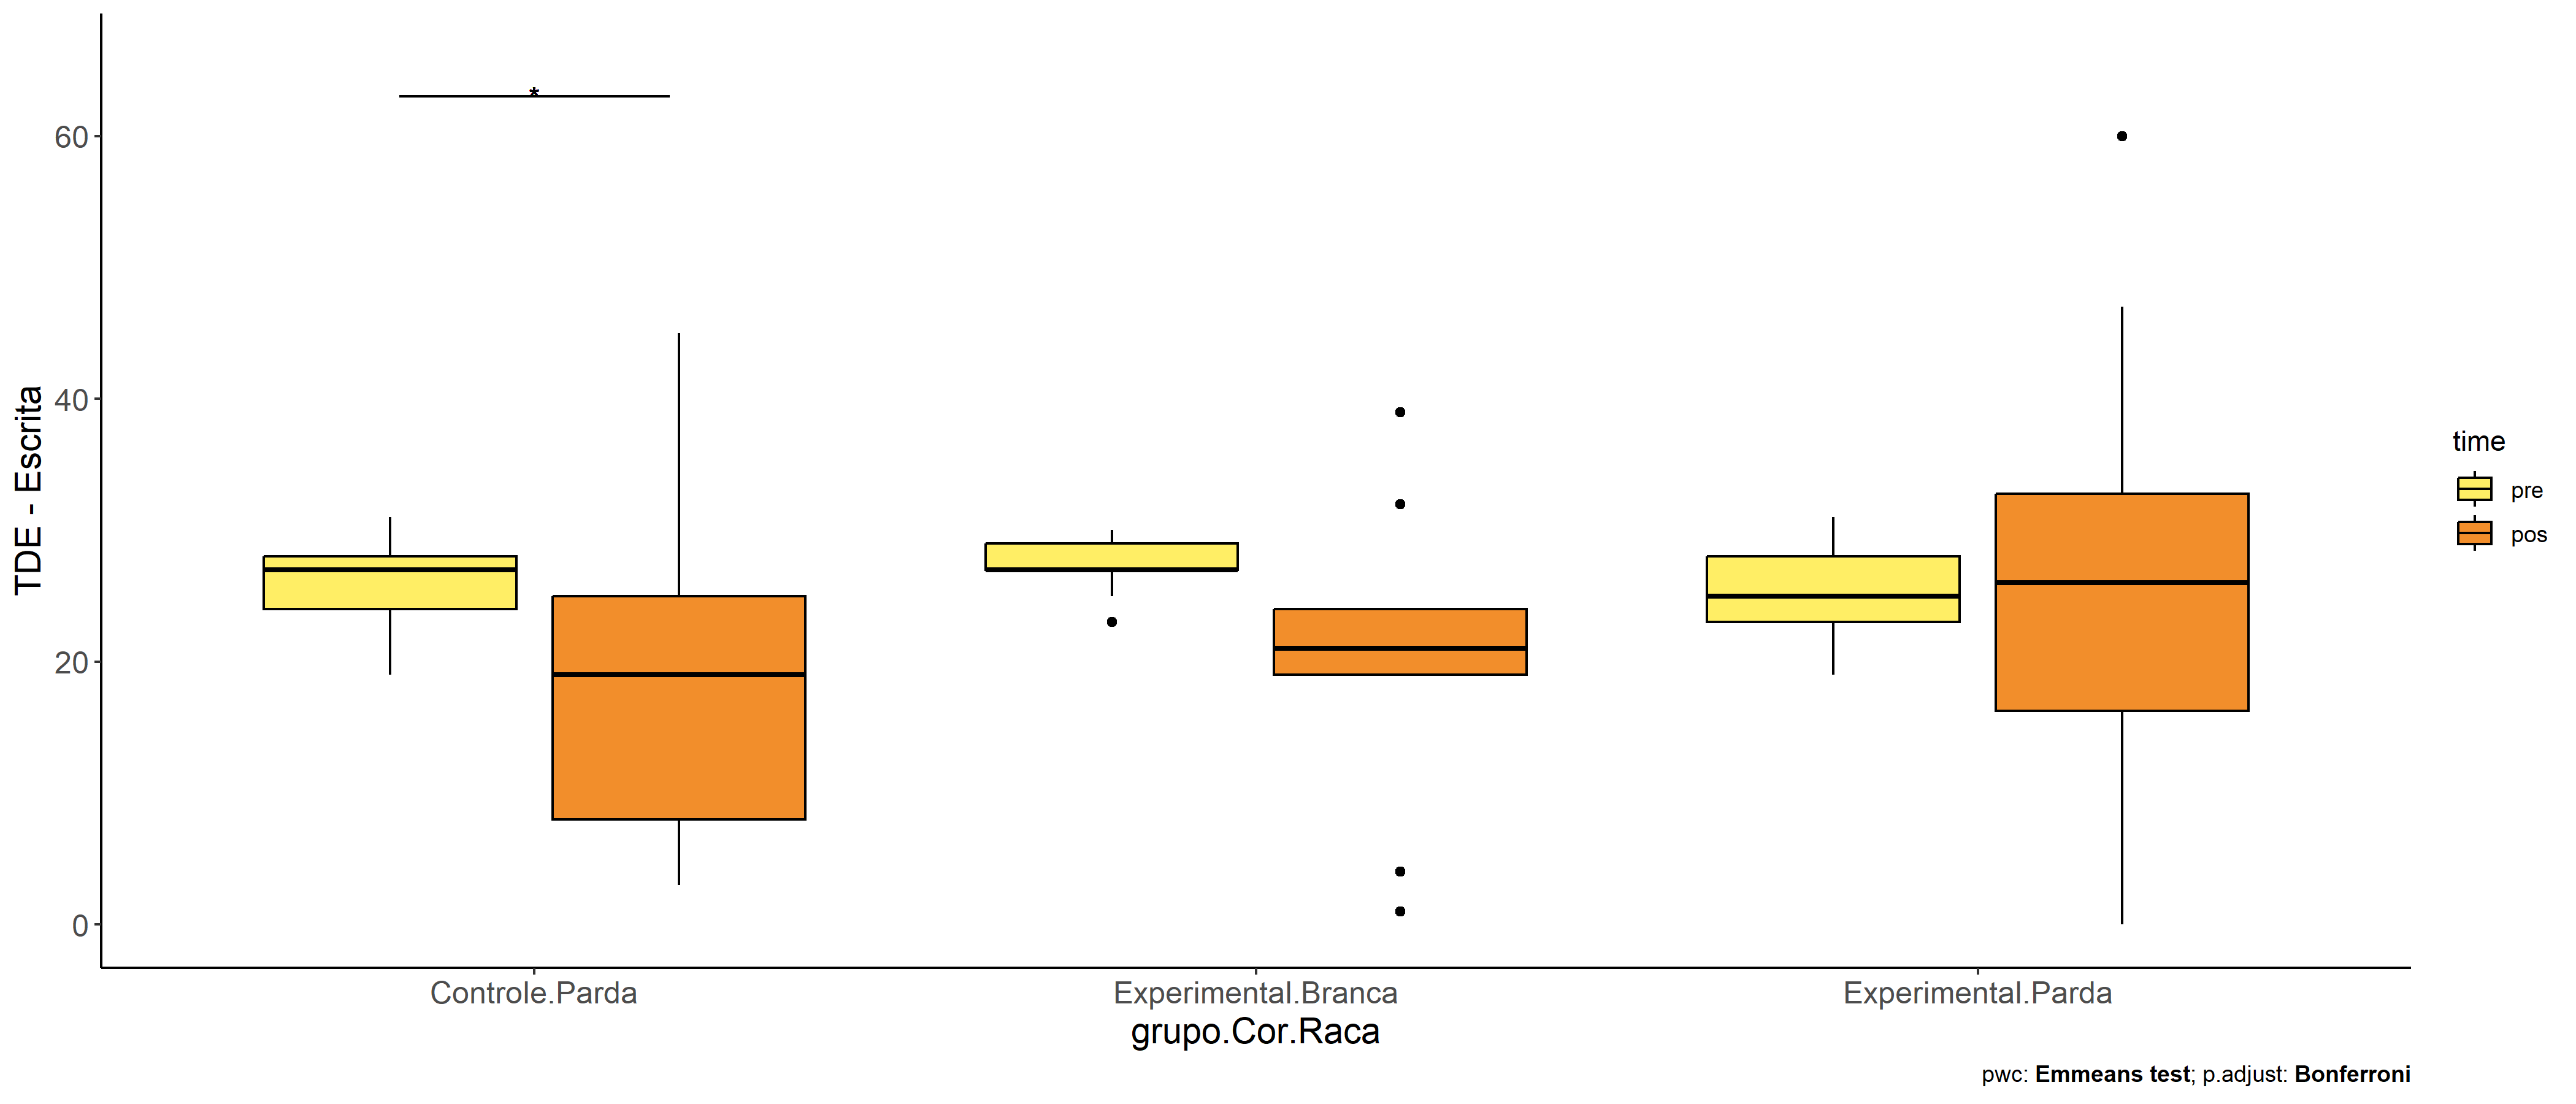 *
60
40
20
0
TDE - Escrita
Controle.Parda
Experimental.Branca
Experimental.Parda
grupo.Cor.Raca
time
pre
pos
pwc: Emmeans test; p.adjust: Bonferroni